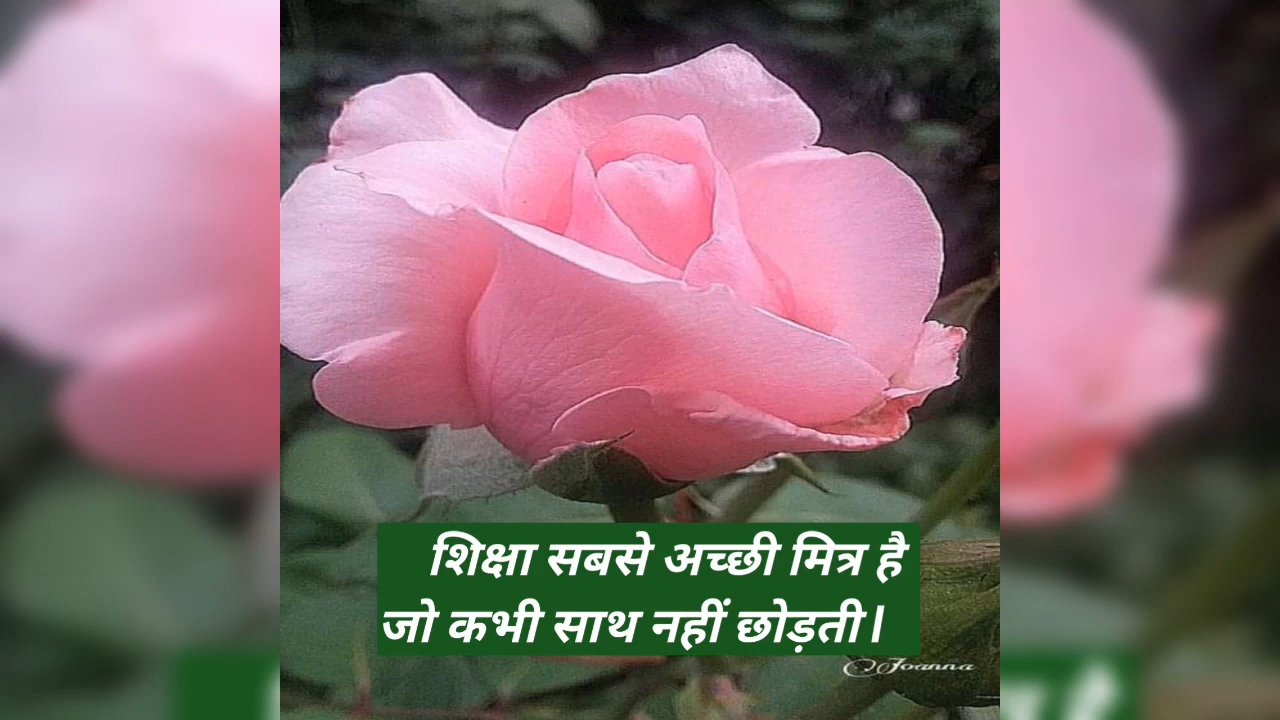 शिक्षा सबसे अच्छी मित्र है
जो कभी साथ नहीं छोड़ती।
Joanna